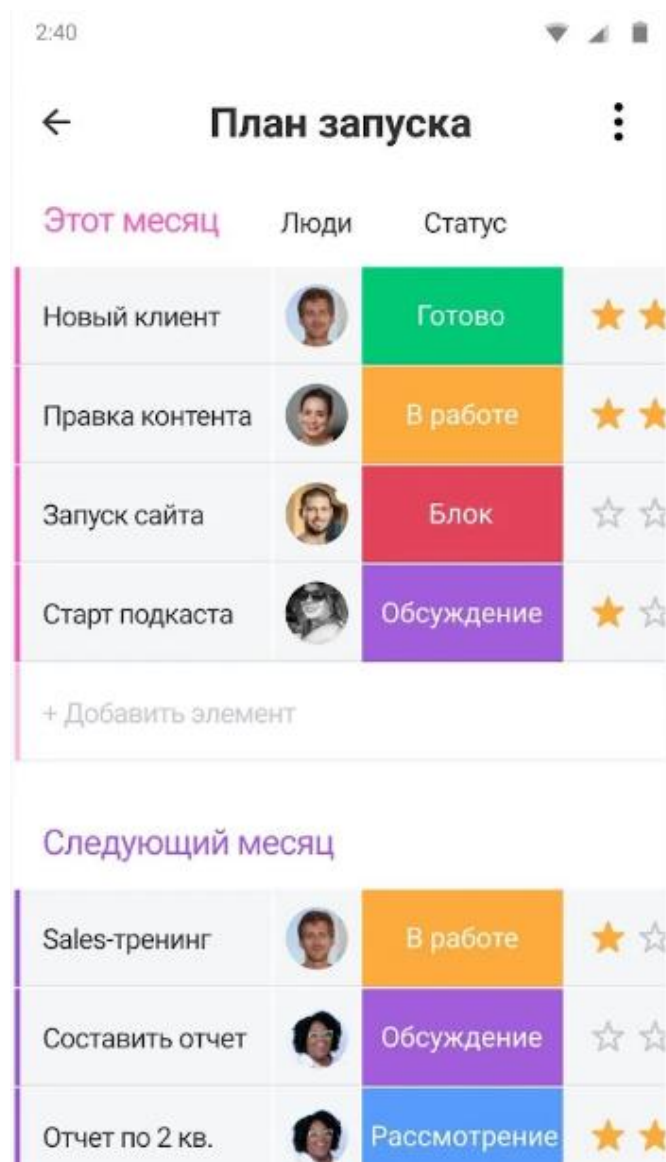 2:40
План запуска
Этот месяц Люди Статус
Новый клиент Готово
Правка контента В работе
Запуск сайта Блок
Старт подкаста Обсуждение
+ Добавить элемент
Следующий месяц
Sales-тренинг В работе
Составить отчет Обсуждение
Отчет по 2 кв. Рассмотрение